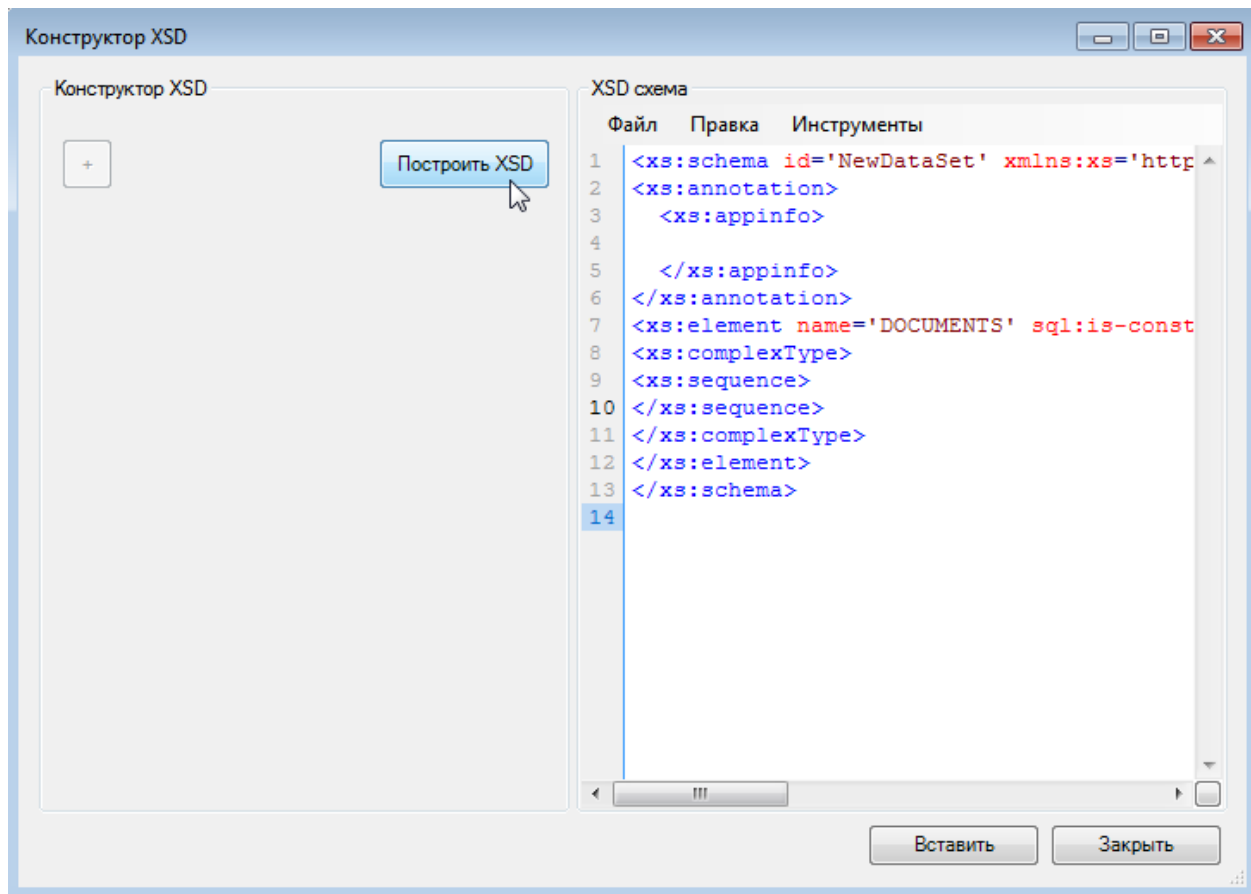 Конструктор XSD
Конструктор XSD
+
Построить XSD
XSD схема
Файл Правка Инструменты
1 <xs:schema id='NewDataSet' xmlns:xs='http
2 <xs:annotation>
3 <xs:appinfo>
4
5 </xs:appinfo>
6 </xs:annotation>
7 <xs:element name='DOCUMENTS' sql:is-const
8 <xs:complexType>
9 <xs:sequence>
10 </xs:sequence>
11 </xs:complexType>
12 </xs:element>
13 </xs:schema>
14
Вставить Закрыть